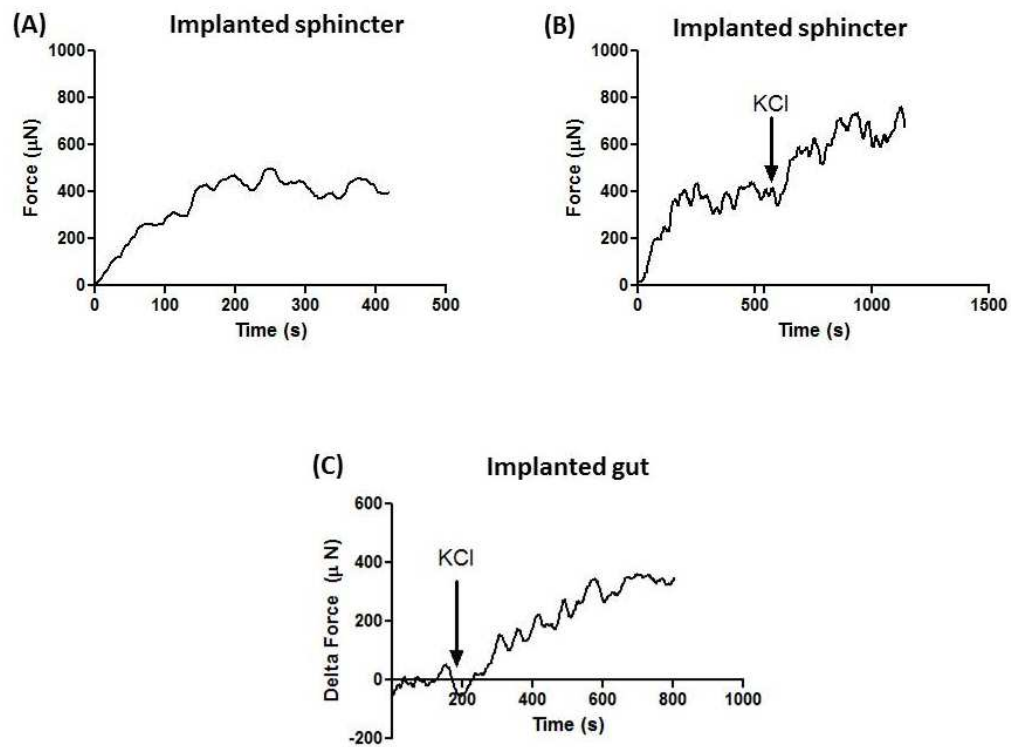 (A) Implanted sphincter
1000
800
600
400
200
0
Force (µN)
0 100 200 300 400 500
Time (s)
(B) Implanted sphincter
1000
800
600
400
200
0
Force (µN)
KCl
0 500 1000 1500
Time (s)
(C) Implanted gut
600
400
200
0
-200
Delta Force (µ N)
KCl
200 400 600 800 1000
Time (s)